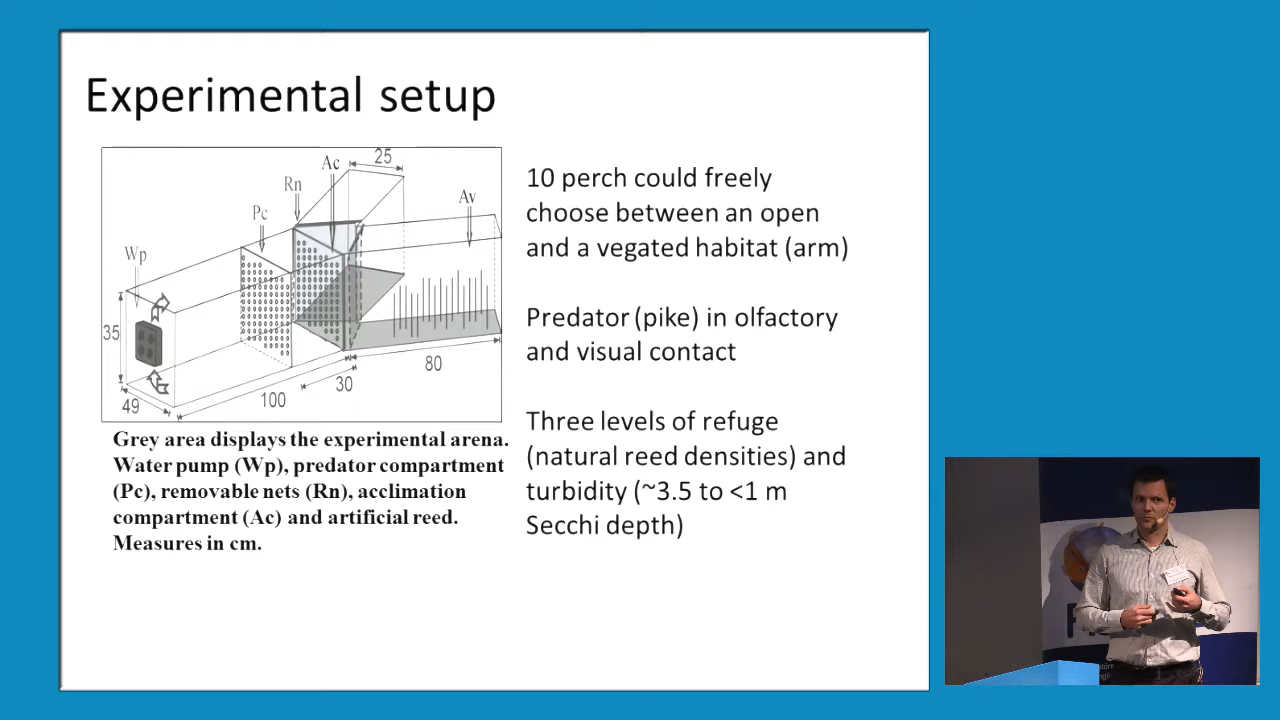 Experimental setup
25
Ac
Rn
Av
Pc
Wp
35
80
30
100
49
Grey area displays the experimental arena.
Water pump (Wp), predator compartment
(Pc), removable nets (Rn), acclimation
compartment (Ac) and artificial reed.
Measures in cm.
10 perch could freely
choose between an open
and a vegated habitat (arm)
Predator (pike) in olfactory
and visual contact
Three levels of refuge
(natural reed densities) and
turbidity (~3.5 to <1 m
Secchi depth)